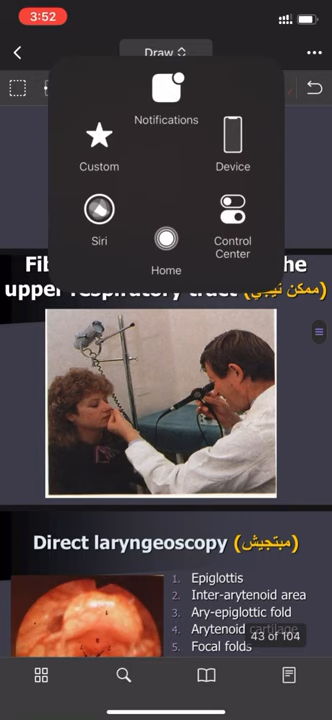 3:52
Draw
Notifications
Custom
Device
Siri
Control
Center
Home
Fib he
upper respiratory tract (ممكن نيجي)
Direct laryngeoscopy (مبتجيش)
1. Epiglottis
2. Inter-arytenoid area
3. Ary-epiglottic fold
4. Arytenoid cartilage
5. Focal folds
43 of 104